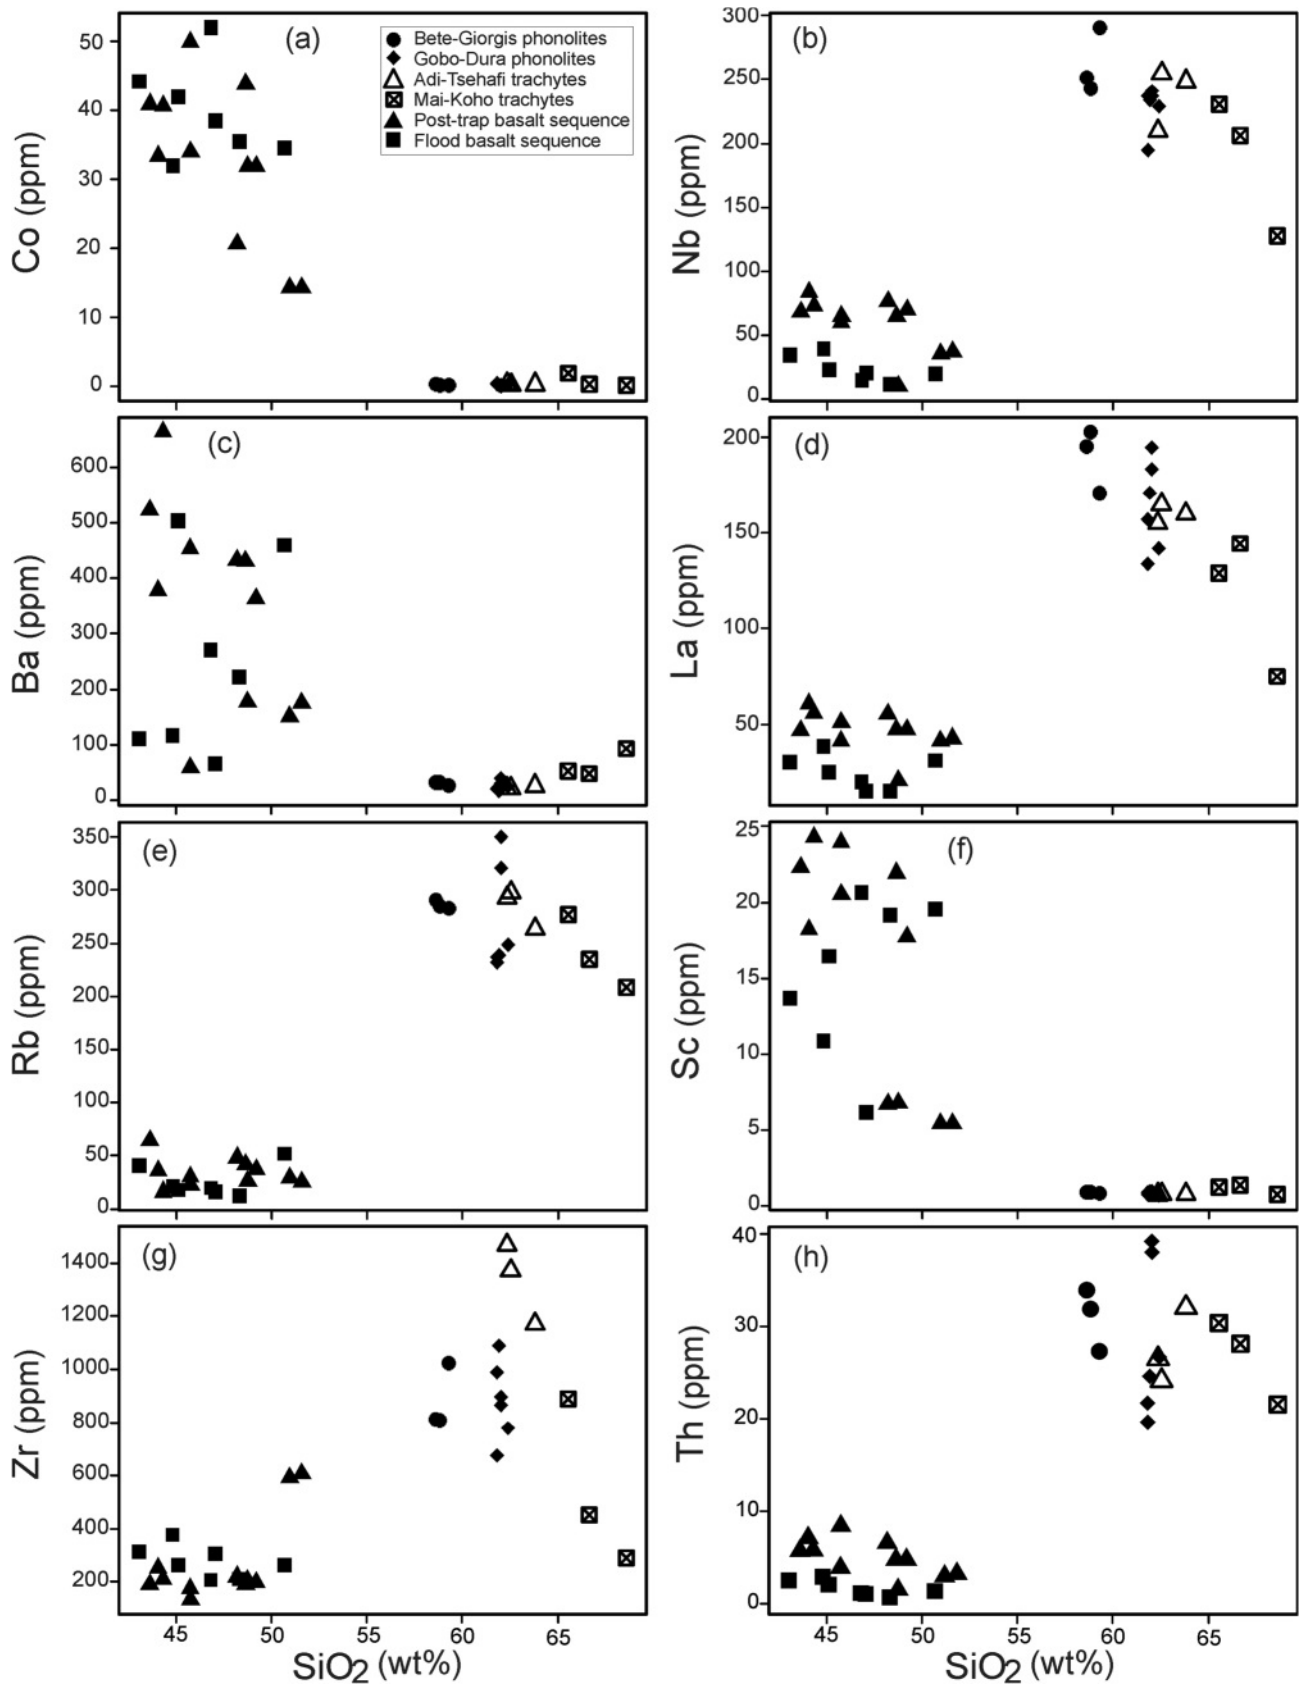 (a)
Bete-Giorgis phonolites
Gobo-Dura phonolites
Adi-Tsehafi trachytes
Mai-Koho trachytes
Post-trap basalt sequence
Flood basalt sequence
50
40
30
20
10
0
Co (ppm)
(b)
300
250
200
150
100
50
0
Nb (ppm)
(c)
600
500
400
300
200
100
0
Ba (ppm)
(d)
200
150
100
50
La (ppm)
(e)
350
300
250
200
150
100
50
0
Rb (ppm)
(f)
25
20
15
10
5
0
Sc (ppm)
(g)
1400
1200
1000
800
600
400
200
Zr (ppm)
45 50 60 65
SiO2 (wt%)
(h)
40
30
20
10
0
Th (ppm)
45 50 60 65
SiO2 (wt%)